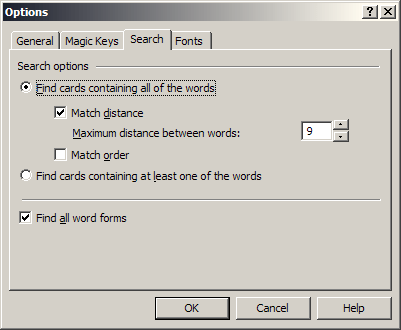 Options
General Magic Keys Search Fonts
Search options
Find cards containing all of the words
Match distance
Maximum distance between words: 9
Match order
Find cards containing at least one of the words
Find all word forms
OK Cancel Help